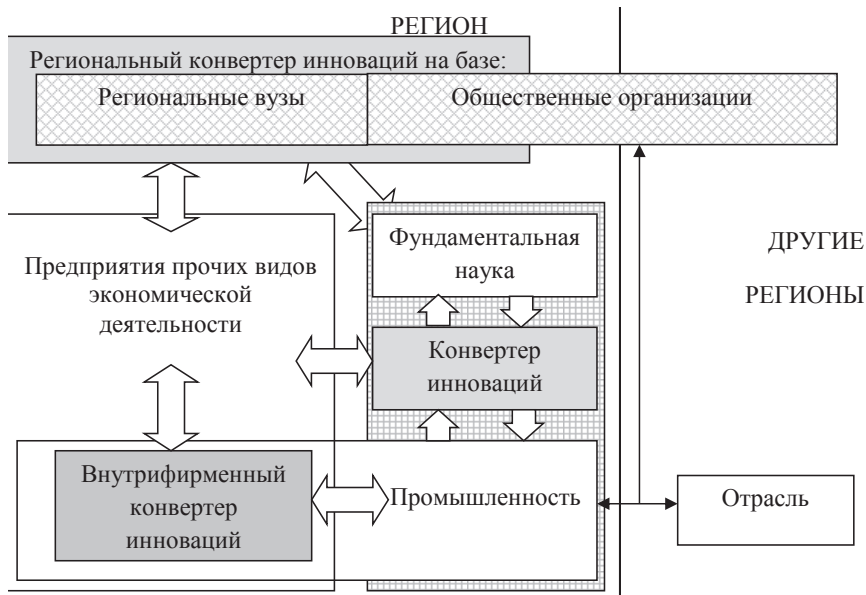 РЕГИОН
Региональный конвертер инноваций на базе:
Региональные вузы
Общественные организации
Фундаментальная
наука
ДРУГИЕ
РЕГИОНЫ
Предприятия прочих видов
экономической
деятельности
Конвертер
инноваций
Внутрифирменный
конвертер
инноваций
Промышленность
Отрасль